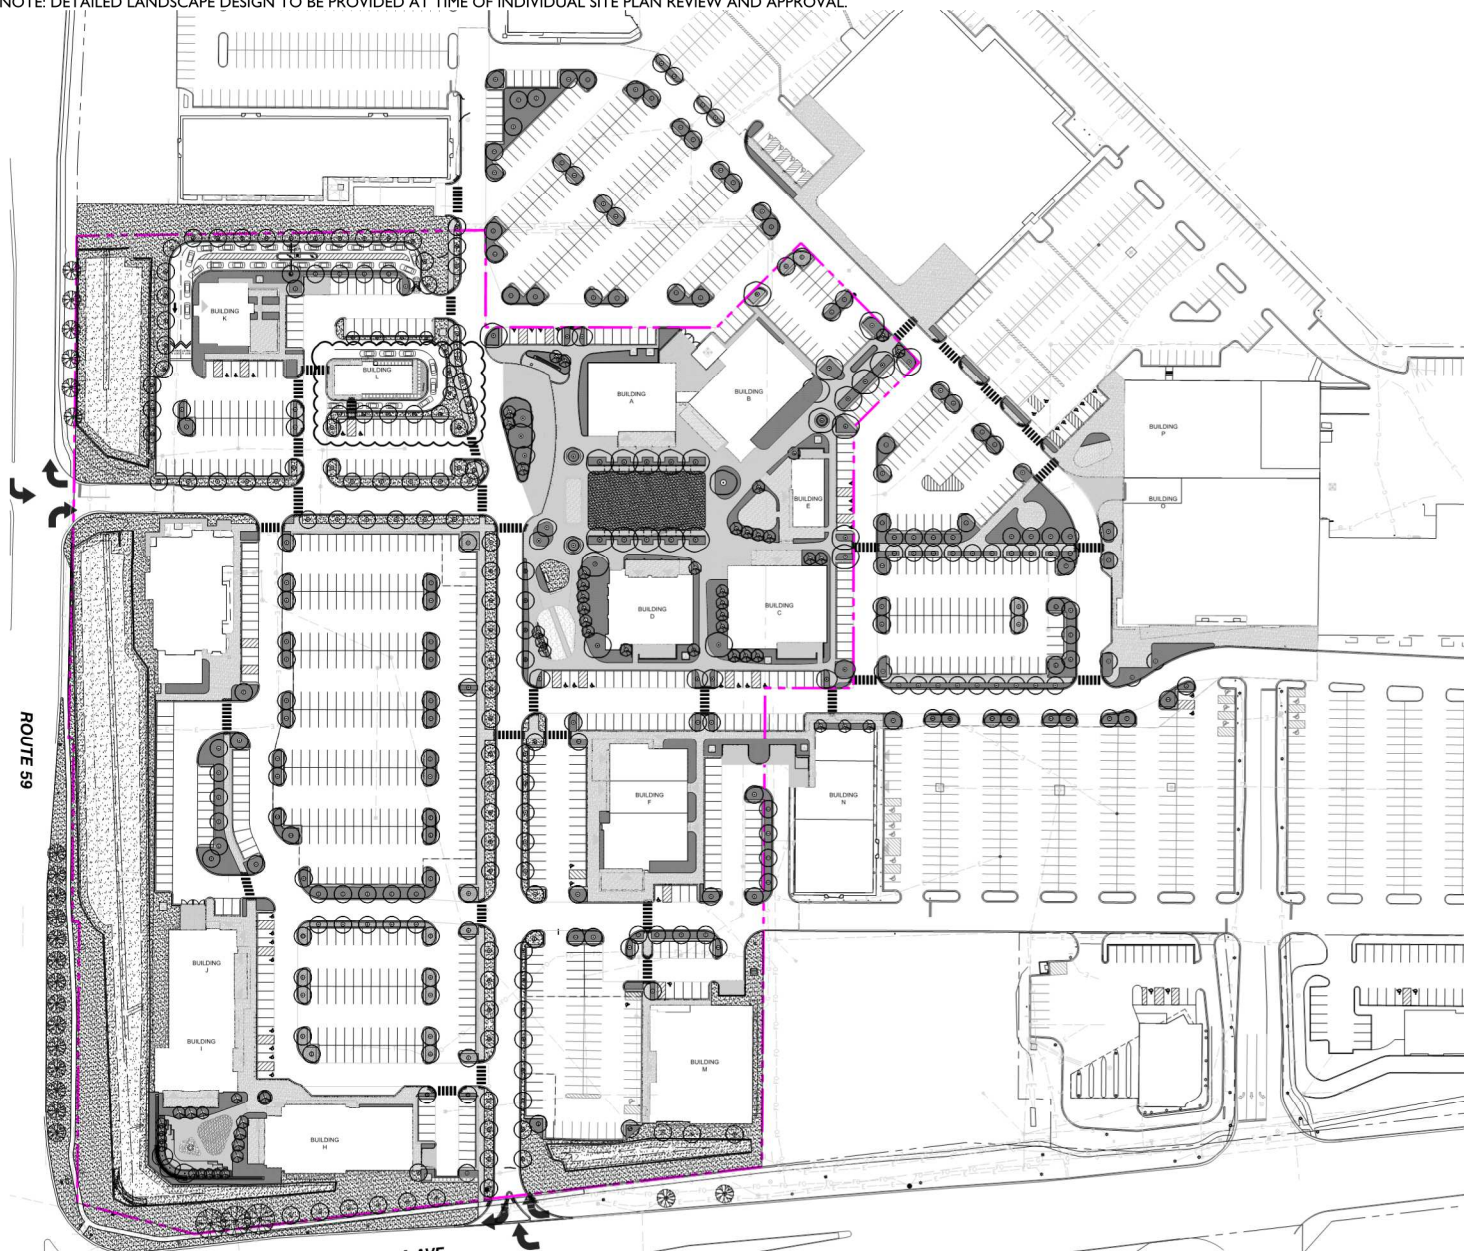 NOTE: DETAILED LANDSCAPE DESIGN TO BE PROVIDED AT TIME OF INDIVIDUAL SITE PLAN REVIEW AND APPROVAL.
BUILDING
K
BUILDING
L
BUILDING
A
BUILDING
B
BUILDING
P
BUILDING
E
BUILDING
O
BUILDING
D
BUILDING
C
ROUTE 59
BUILDING
F
BUILDING
N
BUILDING
J
BUILDING
I
BUILDING
M
BUILDING
H
AVE